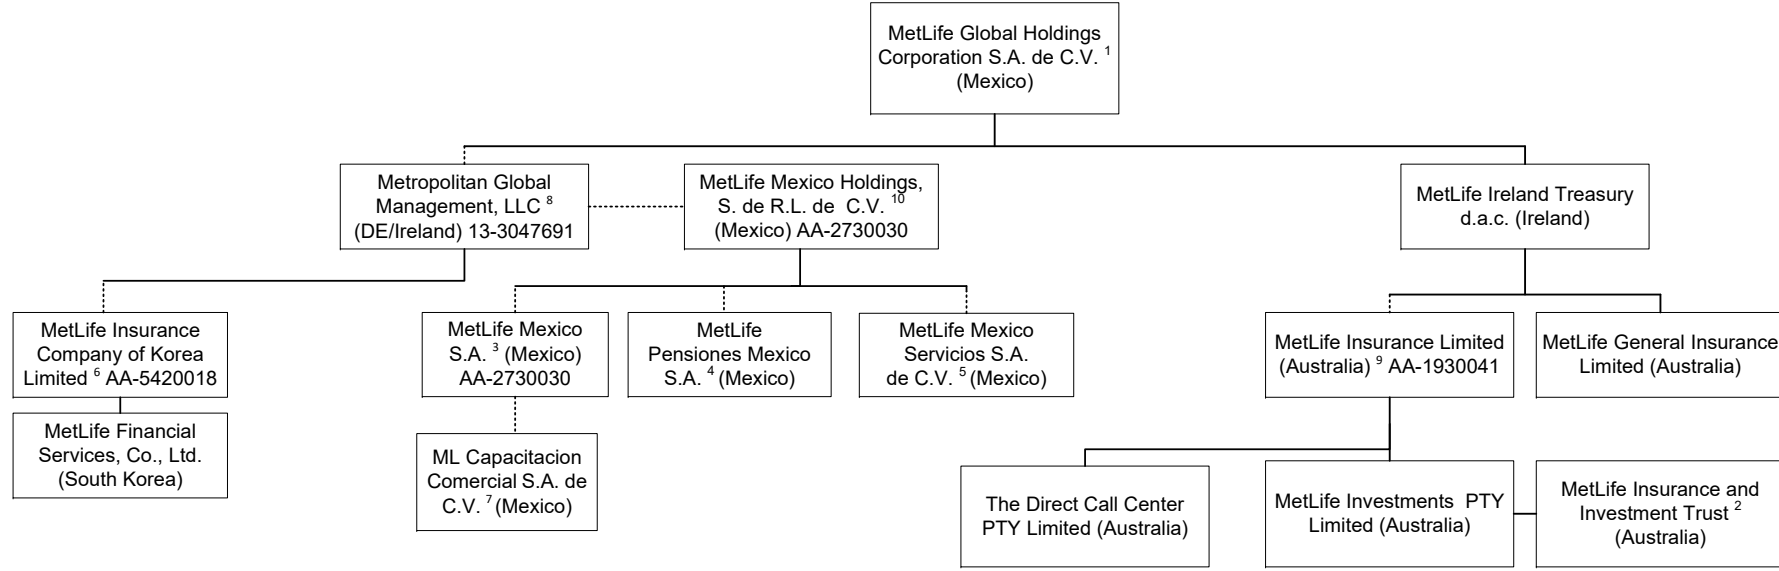 MetLife Global Holdings
Corporation S.A. de C.V. 1
(Mexico)
Metropolitan Global
Management, LLC 8
(DE/Ireland) 13-3047691
MetLife Mexico Holdings,
S. de R.L. de C.V. 10
(Mexico) AA-2730030
MetLife Ireland Treasury
d.a.c. (Ireland)
MetLife Insurance
Company of Korea
Limited 6 AA-5420018
MetLife Mexico
S.A. 3 (Mexico)
AA-2730030
MetLife
Pensiones Mexico
S.A. 4 (Mexico)
MetLife Mexico
Servicios S.A.
de C.V. 5 (Mexico)
MetLife Insurance Limited
(Australia) 9 AA-1930041
MetLife General Insurance
Limited (Australia)
MetLife Financial
Services, Co., Ltd.
(South Korea)
ML Capacitacion
Comercial S.A. de
C.V. 7 (Mexico)
The Direct Call Center
PTY Limited (Australia)
MetLife Investments PTY
Limited (Australia)
MetLife Insurance and
Investment Trust 2
(Australia)